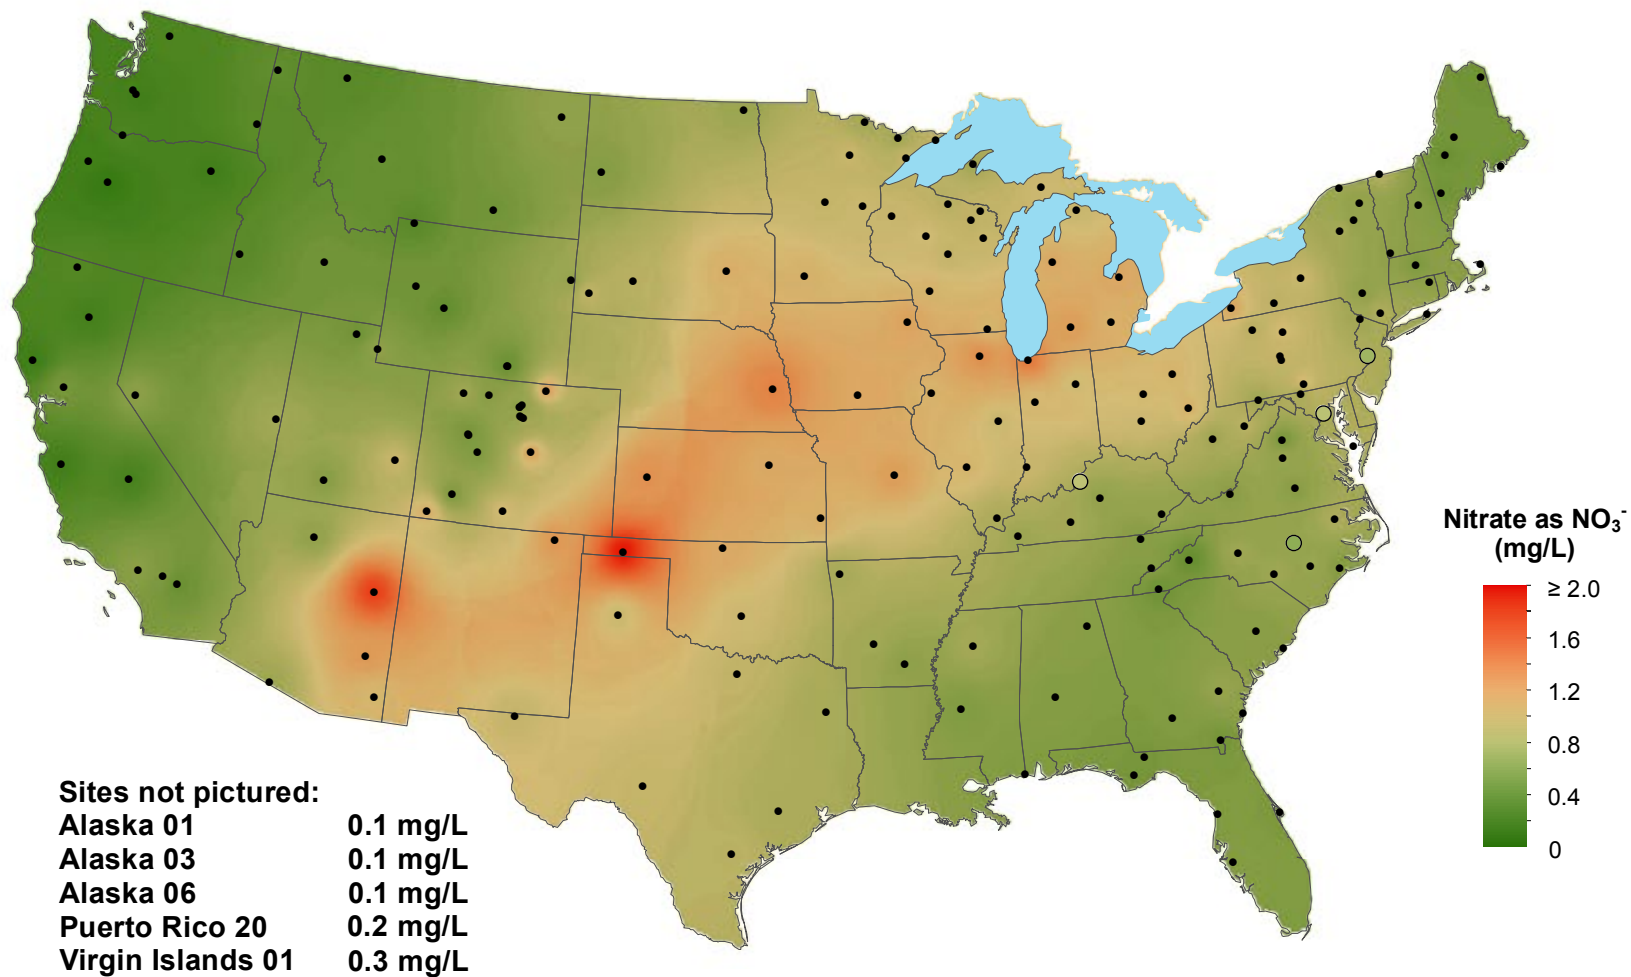 Nitrate as NO₃⁻
(mg/L)
≥ 2.0
1.6
1.2
0.8
0.4
0
Sites not pictured:
Alaska 01 0.1 mg/L
Alaska 03 0.1 mg/L
Alaska 06 0.1 mg/L
Puerto Rico 20 0.2 mg/L
Virgin Islands 01 0.3 mg/L